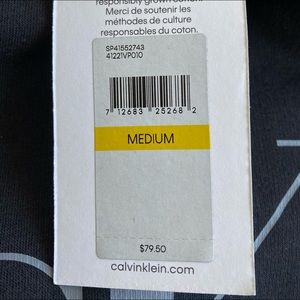 responsibly grown cotton.
Merci de soutenir les
méthodes de culture
responsables du coton.
SP41552743
41221VP010
7 12683 25268 2
MEDIUM
$79.50
calvinklein.com